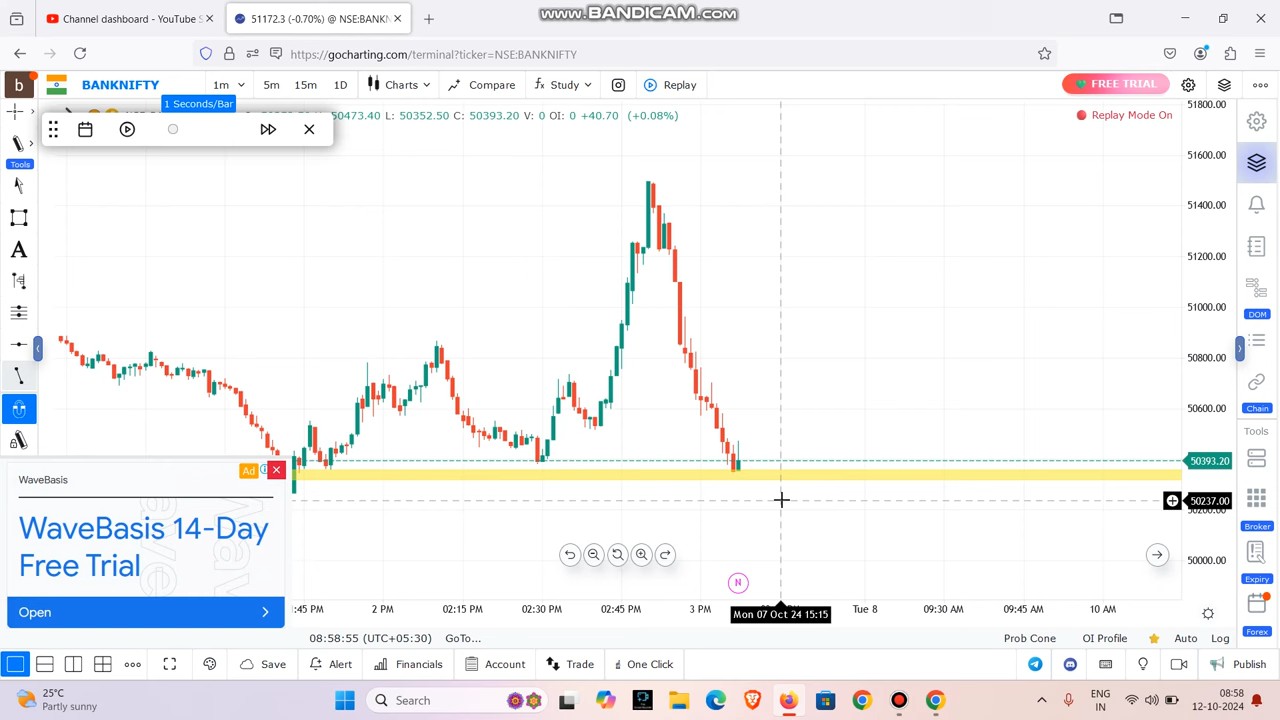 www.BANDICAM.com
Channel dashboard - YouTube S
51172.3 (-0.70%) @ NSE:BANKN
https://gocharting.com/terminal?ticker=NSE:BANKNIFTY
b
BANKNIFTY
1m
5m
15m
1D
Charts
Compare
Study
Replay
FREE TRIAL
1 Seconds/Bar
50473.40 L: 50352.50 C: 50393.20 V: 0 OI: 0 +40.70 (+0.08%)
Replay Mode On
Tools
A
51800.00
51600.00
51400.00
51200.00
51000.00
50800.00
50600.00
50393.20
50237.00
50200.00
50000.00
DOM
Chain
Tools
Broker
Expiry
Forex
WaveBasis
Ad
WaveBasis 14-Day
Free Trial
Open
N
:45 PM
2 PM
02:15 PM
02:30 PM
02:45 PM
3 PM
Mon 07 Oct 24 15:15
Tue 8
09:30 AM
09:45 AM
10 AM
08:58:55 (UTC+05:30)
GoTo...
Prob Cone
OI Profile
Auto
Log
Save
Alert
Financials
Account
Trade
One Click
Publish
25°C
Partly sunny
Search
ENG
IN
08:58
12-10-2024